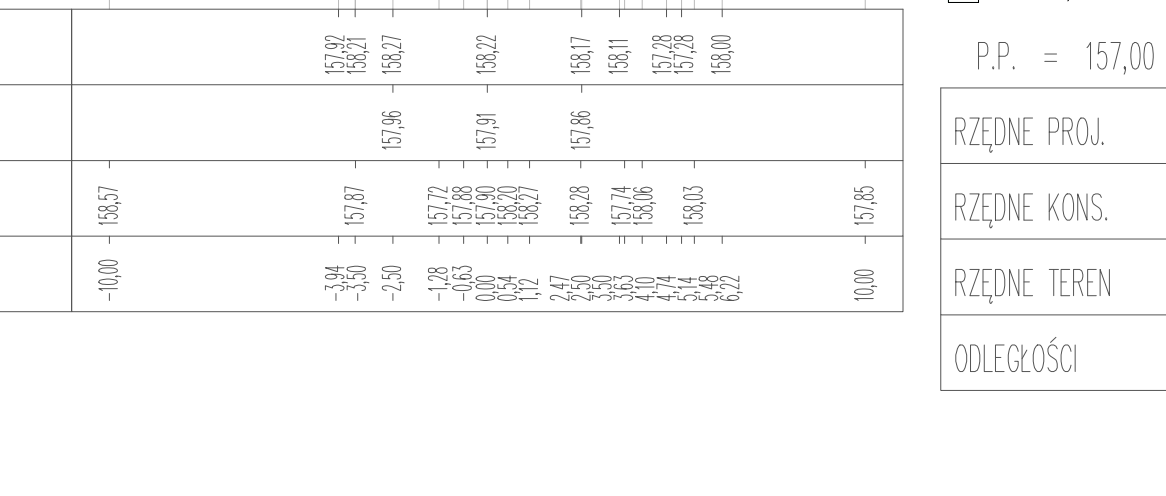 157,92 158,21 158,27 158,22 158,17 158,11 157,28 157,28 158,00
157,96 157,91 157,86
158,57 157,87 157,72 157,88 157,90 158,20 158,27 158,28 157,74 158,06 158,03 157,85
-10,00 -3,94 -3,50 -2,50 -1,28 -0,63 0,00 0,54 1,12 2,47 2,50 3,50 3,63 4,10 4,74 5,14 5,48 6,22 10,00
P.P. = 157,00
RZĘDNE PROJ.
RZĘDNE KONS.
RZĘDNE TEREN
ODLEGŁOŚCI